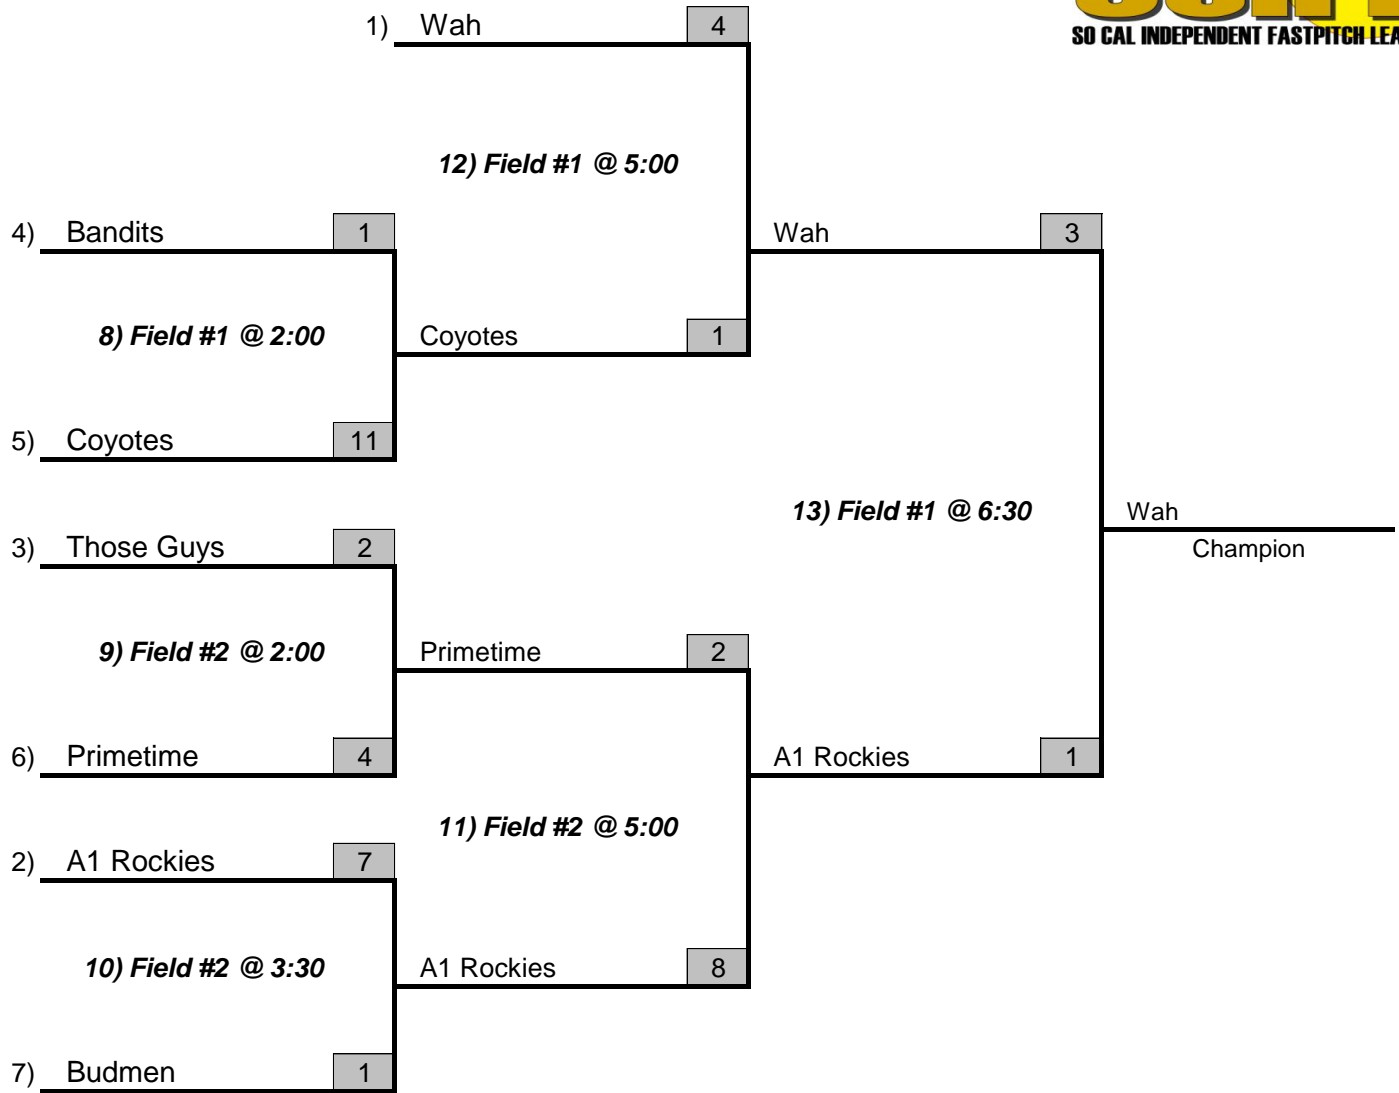 SO CAL INDEPENDENT FASTPITCH
1) Wah 4
12) Field #1 @ 5:00
4) Bandits 1
Wah 3
8) Field #1 @ 2:00
Coyotes 1
5) Coyotes 11
13) Field #1 @ 6:30
Wah
Champion
3) Those Guys 2
9) Field #2 @ 2:00
Primetime 2
6) Primetime 4
A1 Rockies 1
11) Field #2 @ 5:00
2) A1 Rockies 7
10) Field #2 @ 3:30
A1 Rockies 8
7) Budmen 1